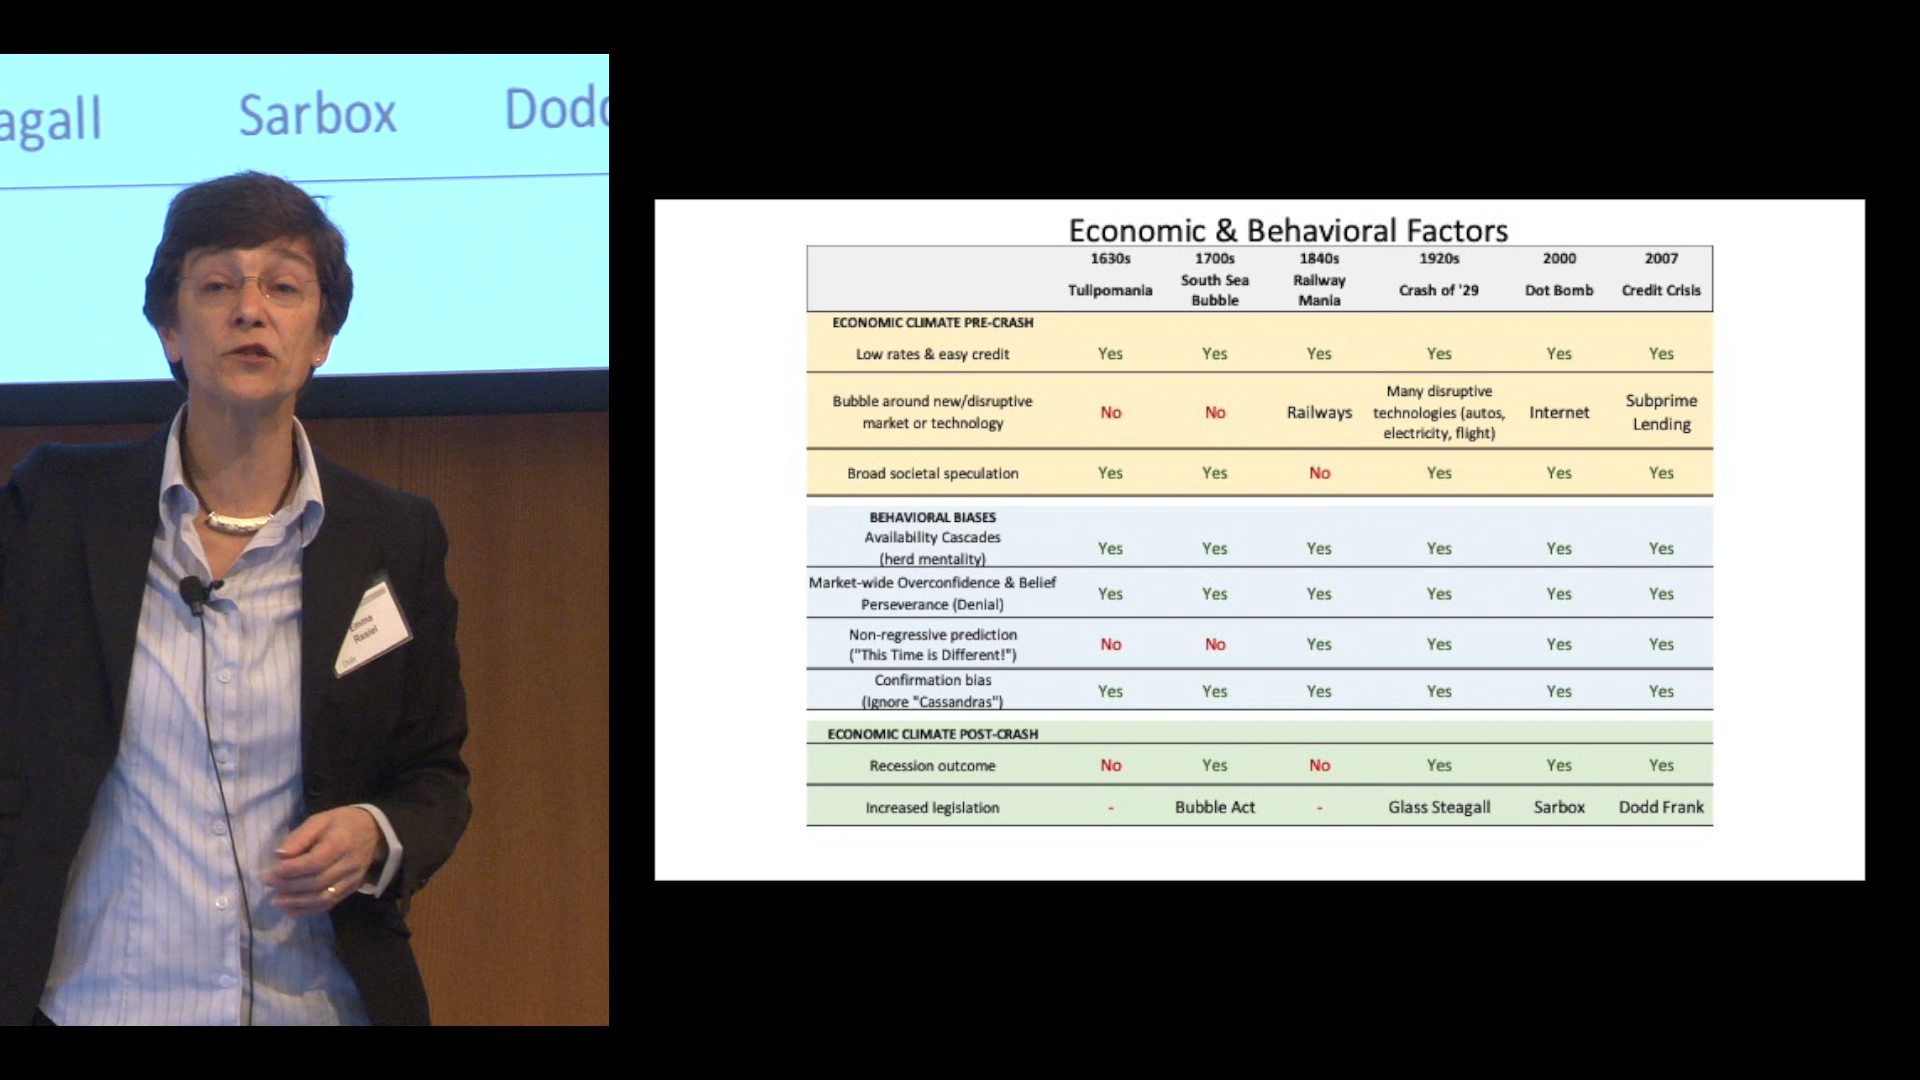 agall Sarbox Dodd
Emma
Rasiel
Duke
Economic & Behavioral Factors
1630s 1700s 1840s 1920s 2000 2007
Tulipomania South Sea Bubble Railway Mania Crash of '29 Dot Bomb Credit Crisis
ECONOMIC CLIMATE PRE-CRASH
Low rates & easy credit Yes Yes Yes Yes Yes Yes
Bubble around new/disruptive market or technology No No Railways Many disruptive technologies (autos, electricity, flight) Internet Subprime Lending
Broad societal speculation Yes Yes No Yes Yes Yes
BEHAVIORAL BIASES
Availability Cascades (herd mentality) Yes Yes Yes Yes Yes Yes
Market-wide Overconfidence & Belief Perseverance (Denial) Yes Yes Yes Yes Yes Yes
Non-regressive prediction ("This Time is Different!") No No Yes Yes Yes Yes
Confirmation bias (Ignore "Cassandras") Yes Yes Yes Yes Yes Yes
ECONOMIC CLIMATE POST-CRASH
Recession outcome No Yes No Yes Yes Yes
Increased legislation - Bubble Act - Glass Steagall Sarbox Dodd Frank